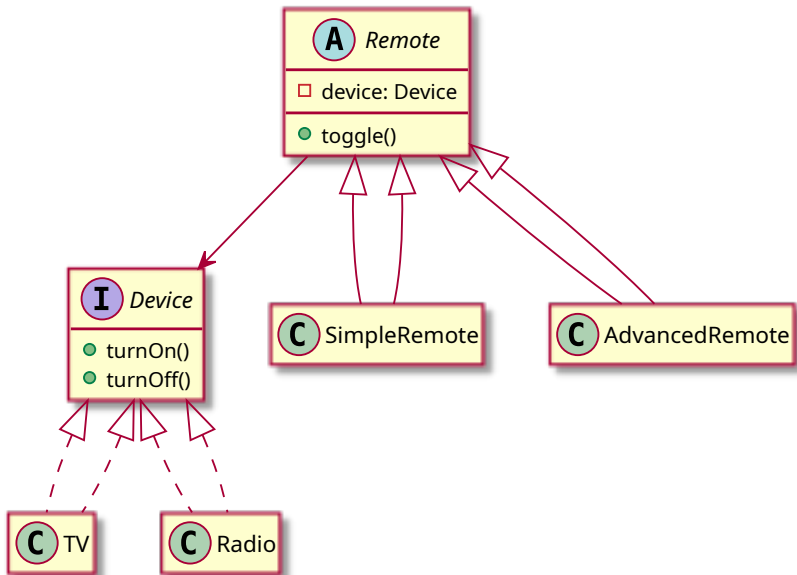 A Remote
device: Device
toggle()
I Device
turnOn()
turnOff()
C SimpleRemote
C AdvancedRemote
C TV
C Radio